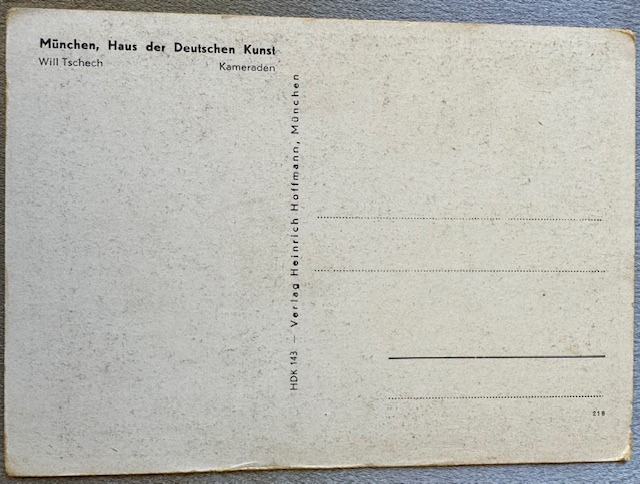 München, Haus der Deutschen Kunst
Will Tschech Kameraden
HDK 143 — Verlag Heinrich Hoffmann, München
218